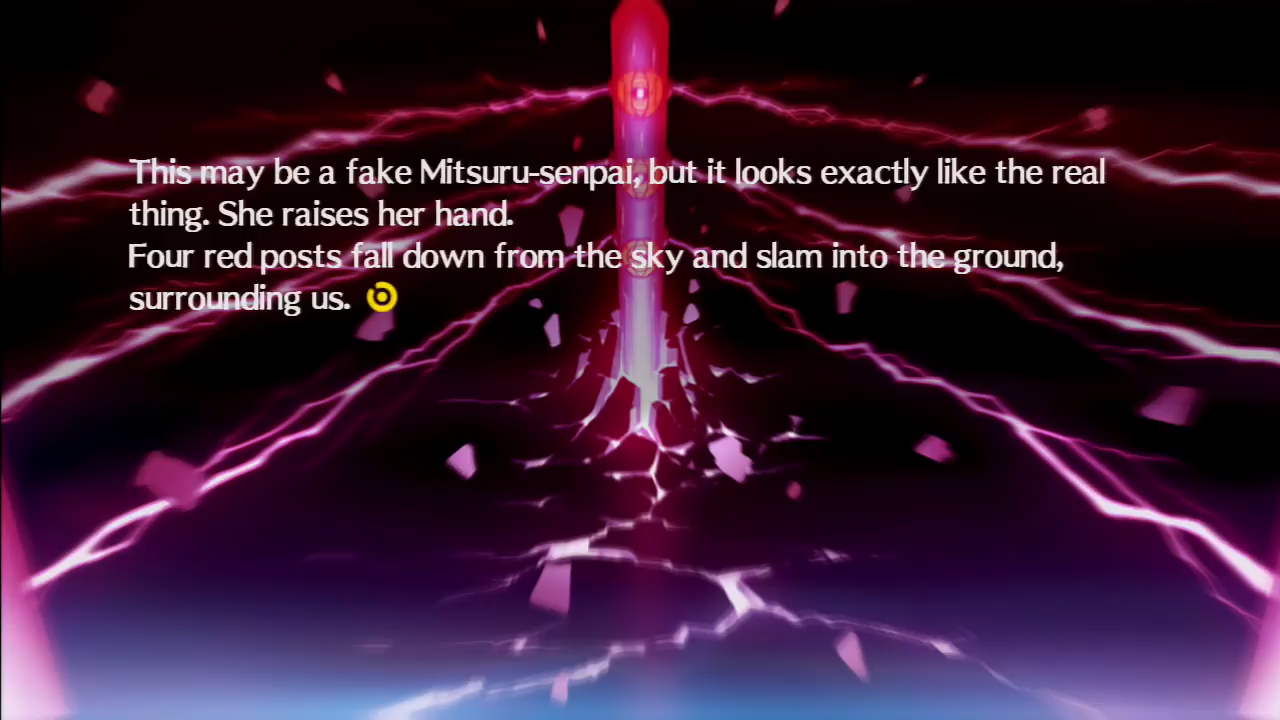 This may be a fake Mitsuru-senpai, but it looks exactly like the real
thing. She raises her hand.
Four red posts fall down from the sky and slam into the ground,
surrounding us.